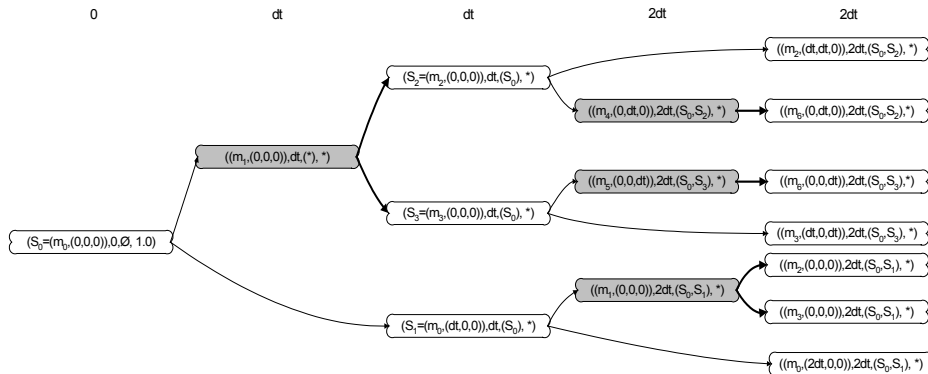 0 dt dt 2dt 2dt
((m2,(dt,dt,0)),2dt,(S0,S2), *)
(S2=(m2,(0,0,0)),dt,(S0), *)
((m4,(0,dt,0)),2dt,(S0,S2), *)
((m6,(0,dt,0)),2dt,(S0,S2), *)
((m1,(0,0,0)),dt,(*), *)
((m5,(0,0,dt)),2dt,(S0,S3), *)
((m6,(0,0,dt)),2dt,(S0,S3), *)
(S3=(m3,(0,0,0)),dt,(S0), *)
((m3,(dt,0,dt)),2dt,(S0,S3), *)
(S0=(m0,(0,0,0)),0,Ø, 1.0)
((m2,(0,0,0)),2dt,(S0,S1), *)
((m1,(0,0,0)),2dt,(S0,S1), *)
((m3,(0,0,0)),2dt,(S0,S1), *)
(S1=(m0,(dt,0,0)),dt,(S0), *)
((m0,(2dt,0,0)),2dt,(S0,S1), *)